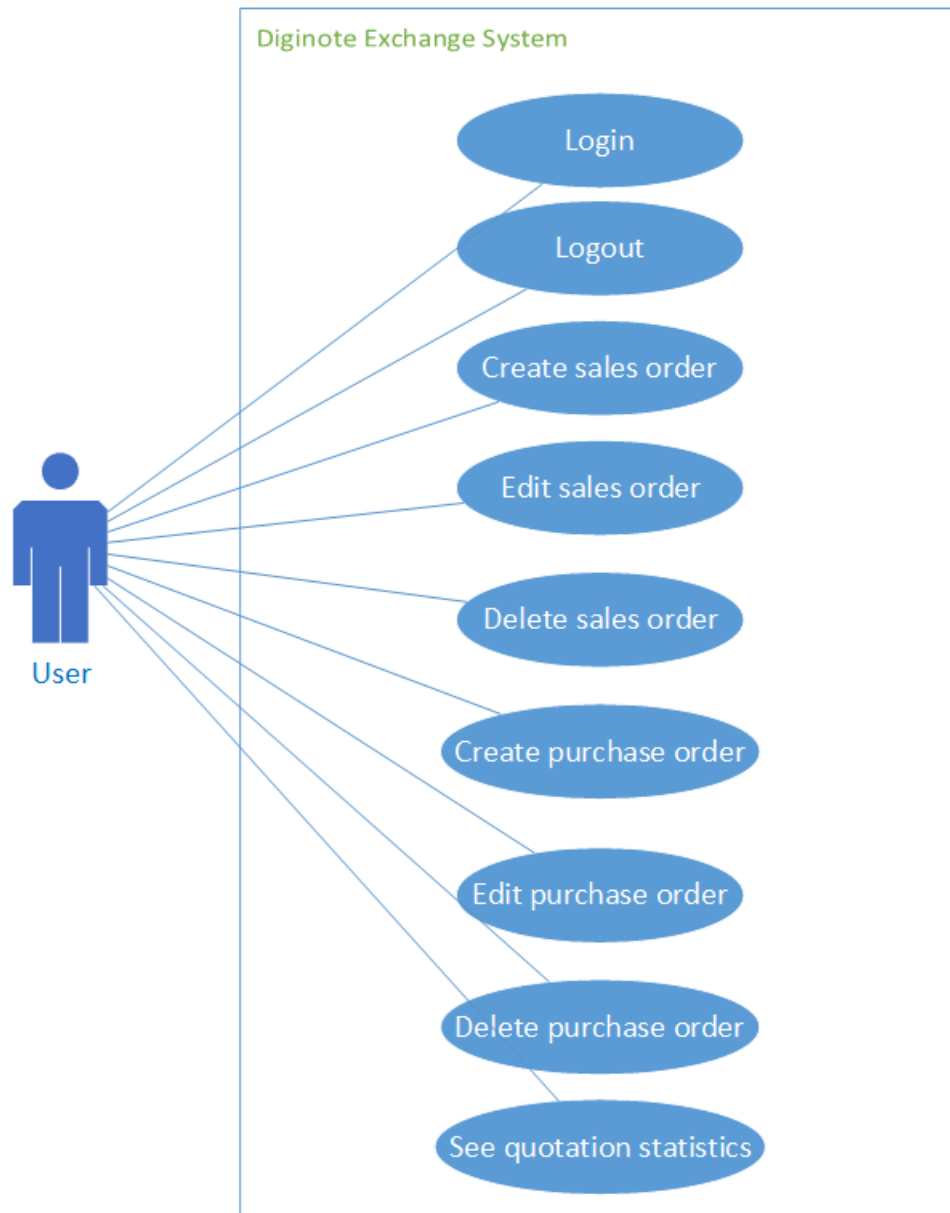 Diginote Exchange System
Login
Logout
Create sales order
Edit sales order
Delete sales order
User
Create purchase order
Edit purchase order
Delete purchase order
See quotation statistics